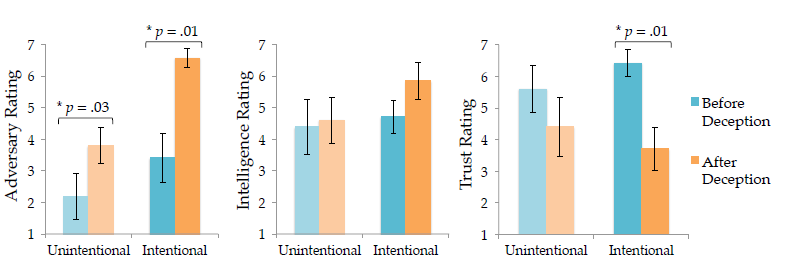 * p = .01
* p = .03
Adversary Rating
7
6
5
4
3
2
1
Unintentional Intentional
Intelligence Rating
7
6
5
4
3
2
1
Unintentional Intentional
* p = .01
Trust Rating
7
6
5
4
3
2
1
Unintentional Intentional
Before
Deception
After
Deception